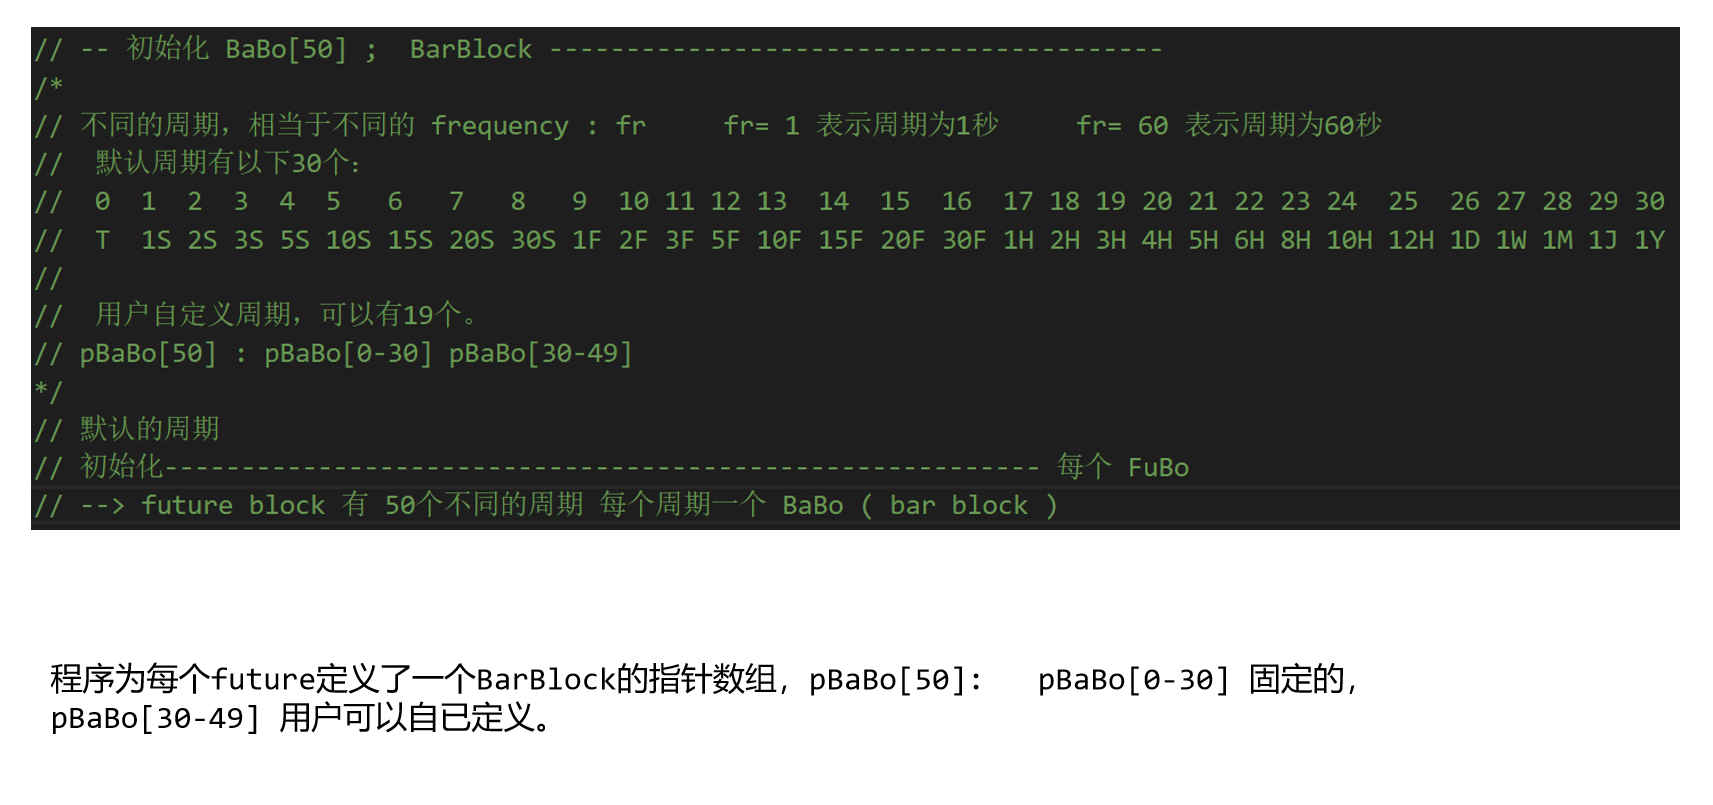 // -- 初始化 BaBo[50] ;  BarBlock ----------------------------------------
/*
// 不同的周期，相当于不同的 frequency : fr     fr= 1 表示周期为1秒     fr= 60 表示周期为60秒
//  默认周期有以下30个：
//  0  1  2  3  4  5   6   7   8   9  10 11 12 13  14  15  16  17 18 19 20 21 22 23 24  25  26 27 28 29 30
//  T  1S 2S 3S 5S 10S 15S 20S 30S 1F 2F 3F 5F 10F 15F 20F 30F 1H 2H 3H 4H 5H 6H 8H 10H 12H 1D 1W 1M 1J 1Y
//
//  用户自定义周期，可以有19个。
// pBaBo[50] : pBaBo[0-30] pBaBo[30-49]
*/
// 默认的周期
// 初始化--------------------------------------------------------- 每个 FuBo
// --> future block 有 50个不同的周期 每个周期一个 BaBo ( bar block )
程序为每个future定义了一个BarBlock的指针数组，pBaBo[50]:   pBaBo[0-30] 固定的，
pBaBo[30-49] 用户可以自已定义。